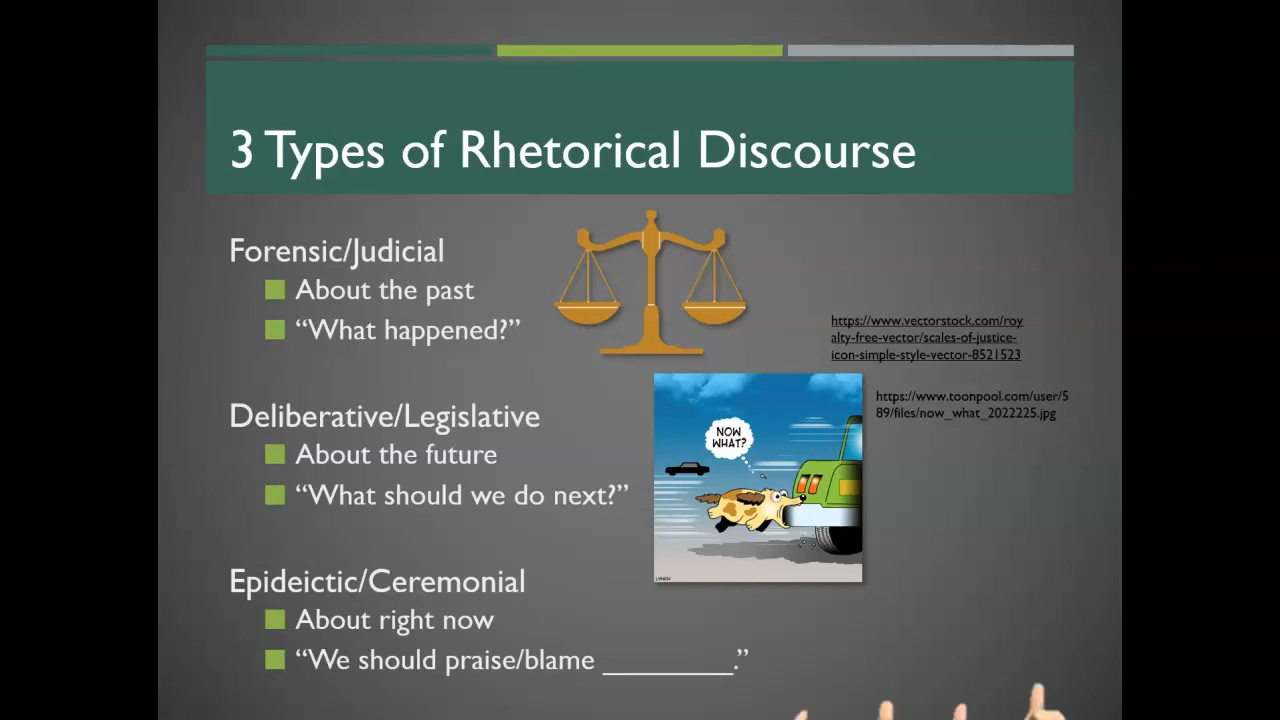 3 Types of Rhetorical Discourse
Forensic/Judicial
About the past
“What happened?”
https://www.vectorstock.com/roy
alty-free-vector/scales-of-justice-
icon-simple-style-vector-8521523
Deliberative/Legislative
About the future
“What should we do next?”
https://www.toonpool.com/user/5
89/files/now_what_2022225.jpg
NOW
WHAT?
LYNCH
Epideictic/Ceremonial
About right now
“We should praise/blame _________.”